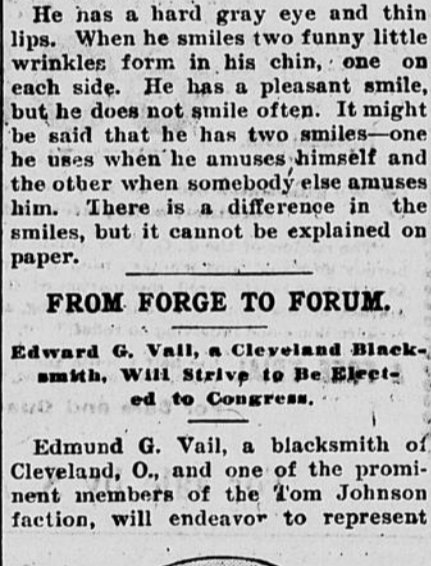 He has a hard gray eye and thin
lips. When he smiles two funny little
wrinkles form in his chin, one on
each side. He has a pleasant smile,
but he does not smile often. It might
be said that he has two smiles—one
he uses when he amuses himself and
the other when somebody else amuses
him. There is a difference in the
smiles, but it cannot be explained on
paper.
FROM FORGE TO FORUM.
Edward G. Vail, a Cleveland Black-
smith, Will Strive to Be Elect-
ed to Congress.
Edmund G. Vail, a blacksmith of
Cleveland, O., and one of the promi-
nent members of the Tom Johnson
faction, will endeavor to represent